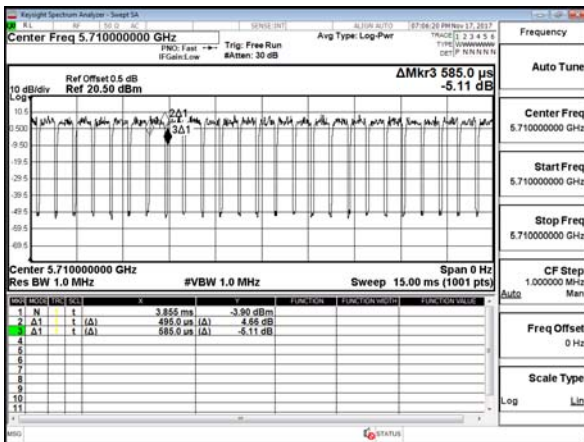 Keysight Spectrum Analyzer - Swept SA
RL RF 50 Ω AC SENSE:INT ALIGN AUTO 07:06:20 PM Nov 17, 2017
Center Freq 5.710000000 GHz
PNO: Fast
IFGain:Low
Trig: Free Run
#Atten: 30 dB
Avg Type: Log-Pwr
TRACE 1 2 3 4 5 6
TYPE WWWWWW
DET P N N N N N
Ref Offset 0.5 dB
Ref 20.50 dBm
10 dB/div
Log
ΔMkr3 585.0 µs
-5.11 dB
10.5
0.500
-9.50
-19.5
-29.5
-39.5
-49.5
-59.5
-69.5
2Δ1
3Δ1
Center 5.710000000 GHz
Span 0 Hz
Res BW 1.0 MHz
#VBW 1.0 MHz
Sweep 15.00 ms (1001 pts)
MKR MODE TRC SCL X Y FUNCTION FUNCTION WIDTH FUNCTION VALUE
1 N t 3.855 ms -3.90 dBm
2 Δ1 t (Δ) 495.0 µs (Δ) 4.66 dB
3 Δ1 t (Δ) 585.0 µs (Δ) -5.11 dB
4
5
6
7
8
9
10
11
MSG
STATUS
Frequency
Auto Tune
Center Freq
5.710000000 GHz
Start Freq
5.710000000 GHz
Stop Freq
5.710000000 GHz
CF Step
1.000000 MHz
Auto Man
Freq Offset
0 Hz
Scale Type
Log Lin